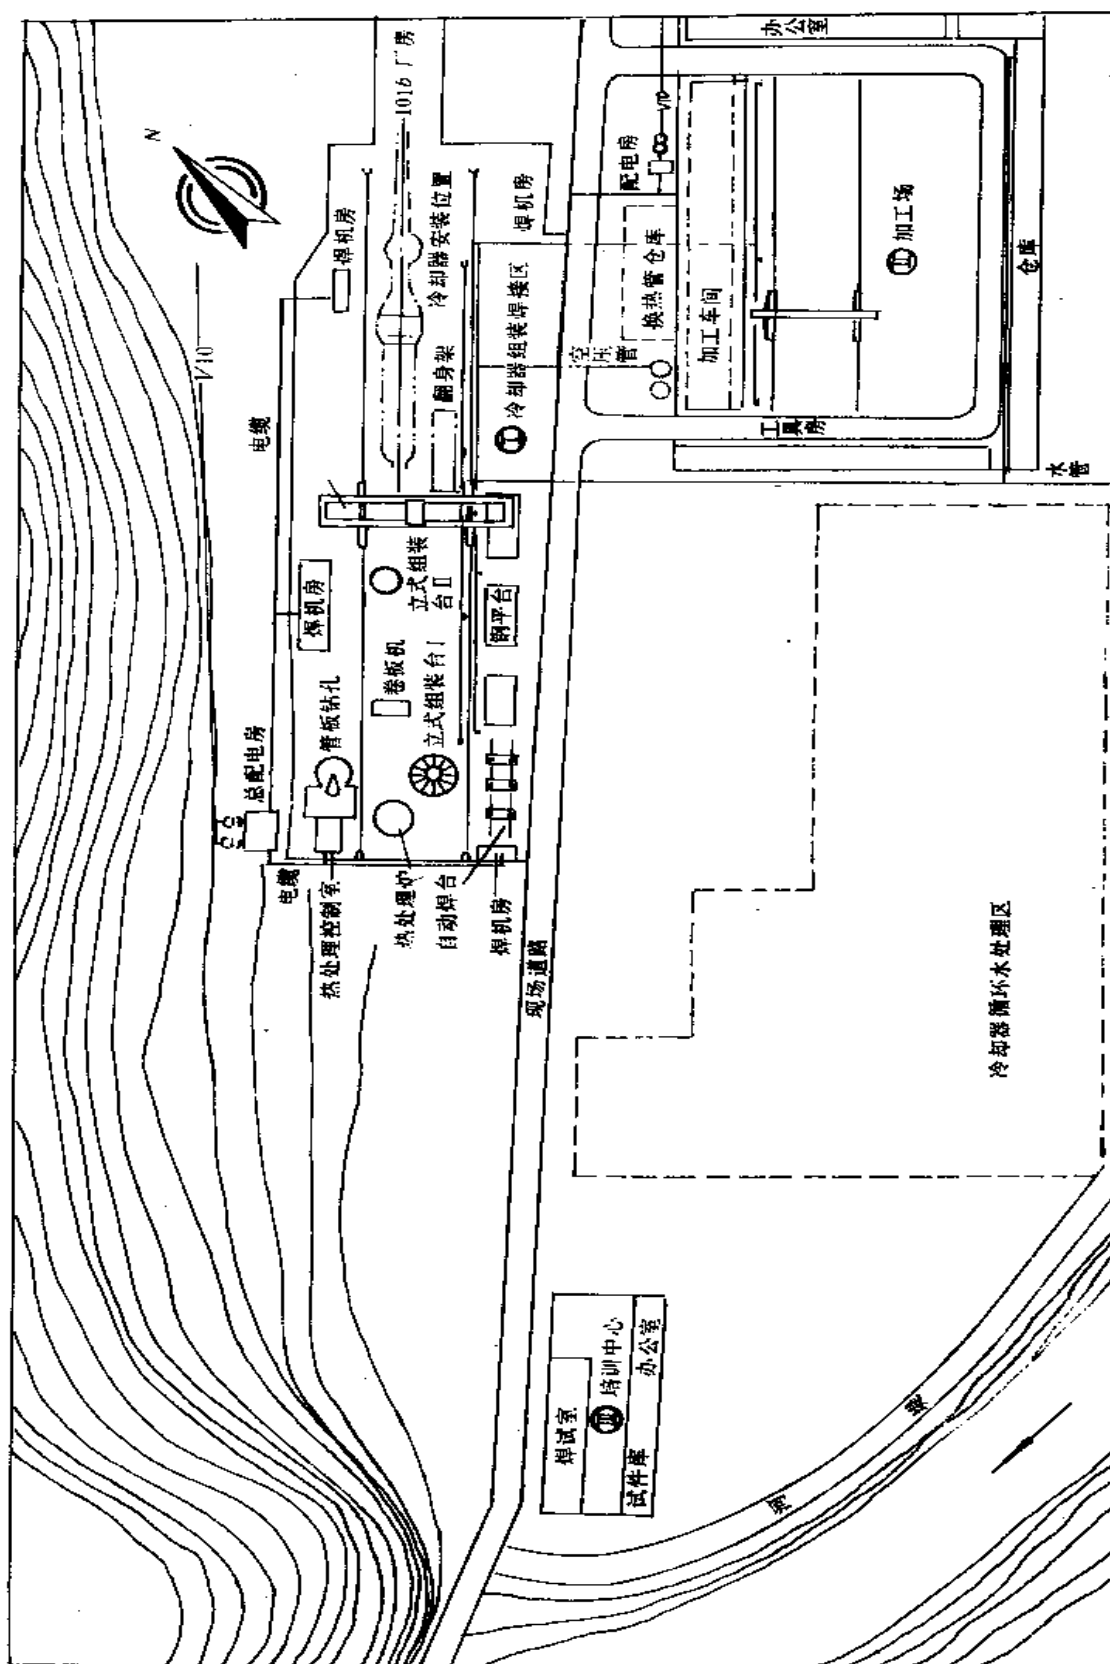 N
1016厂房
办公室
配电房
焊机房
冷却器安装位置
焊机房
换热管仓库
加工车间
Ⅱ 加工场
仓库
1/10
电缆
翻身架
Ⅰ 冷却器组装焊接区
空压管
工具房
水管
焊机房
立式组装台Ⅱ
钢平台
卷板机
立式组装台Ⅰ
管板钻孔
总配电房
电缆
热处理控制室
热处理炉
自动焊台
焊机房
现场道路
冷却器循环水处理区
焊试室
Ⅲ 培训中心
办公室
试件库